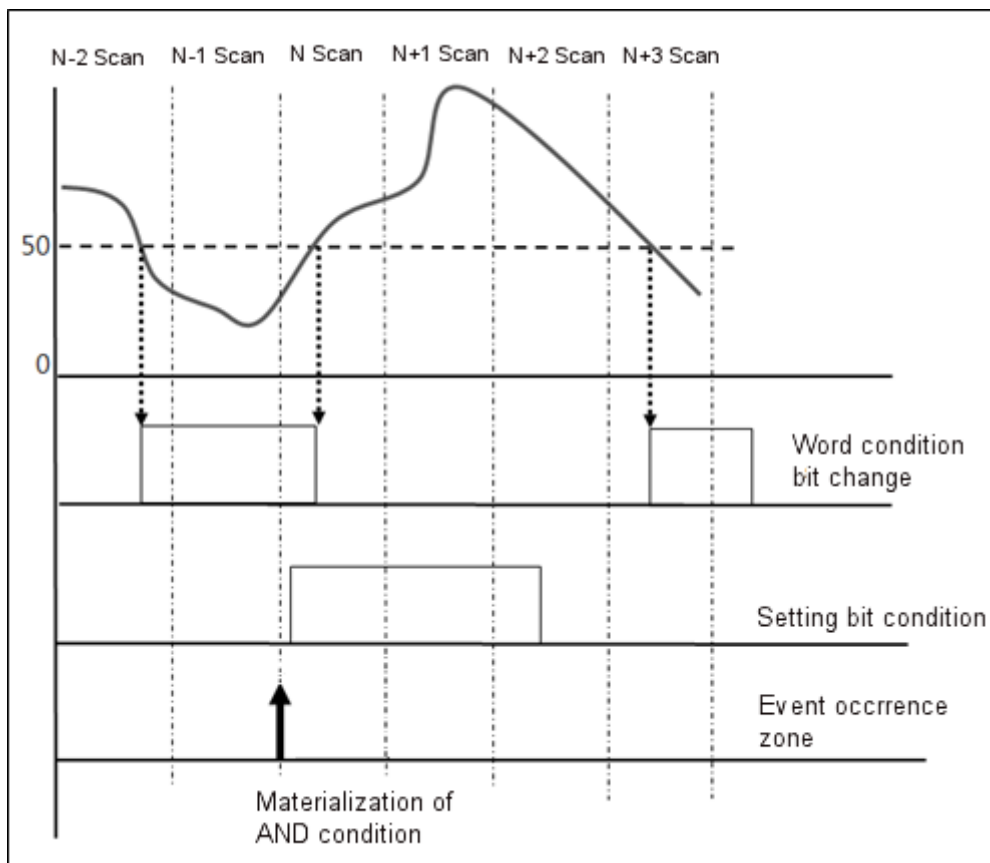 N-2 Scan N-1 Scan N Scan N+1 Scan N+2 Scan N+3 Scan
50
0
Word condition
bit change
Setting bit condition
Event occrrence
zone
Materialization of
AND condition